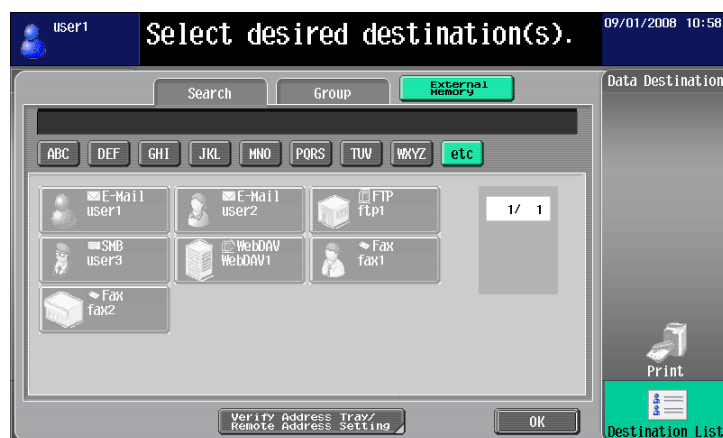 user1
Select desired destination(s).
09/01/2008 10:58
Search
Group
External
Memory
Data Destination
ABC
DEF
GHI
JKL
MNO
PQRS
TUV
WXYZ
etc
E-Mail
user1
E-Mail
user2
FTP
ftp1
1/ 1
SMB
user3
WebDAV
WebDAV1
Fax
fax1
Fax
fax2
Print
Verify Address Tray/
Remote Address Setting
OK
Destination List